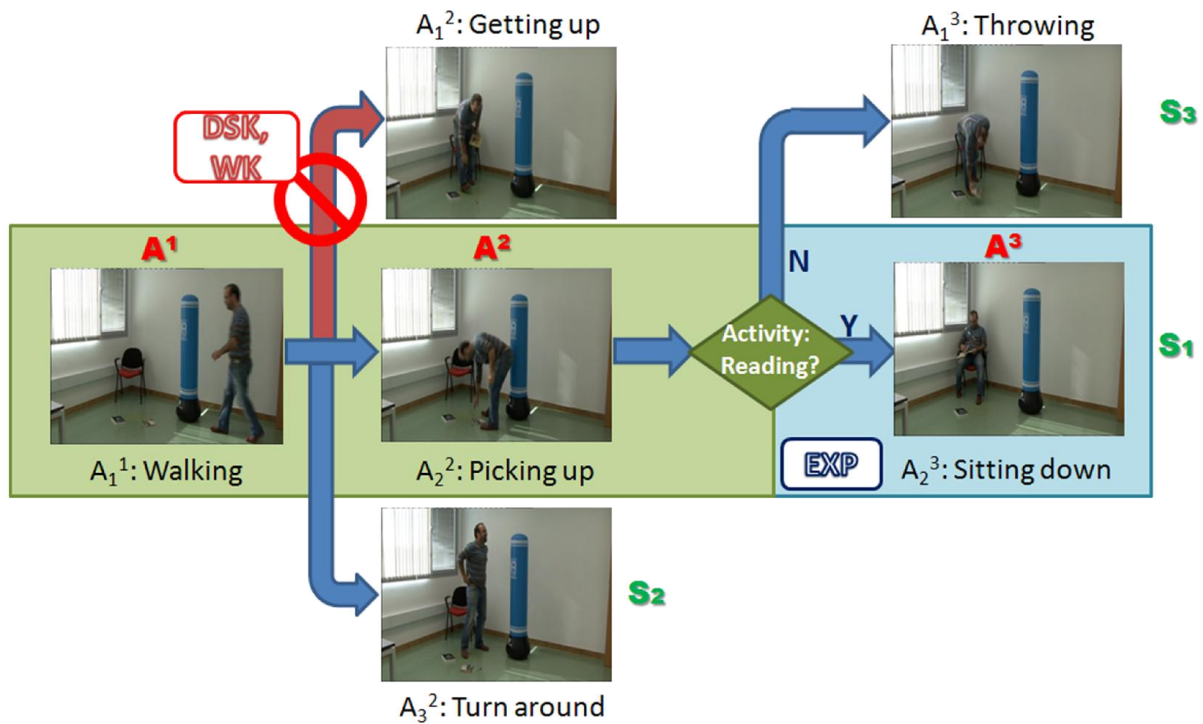 A₁²: Getting up
A₁³: Throwing
DSK,
WK
S₃
A¹
A²
A³
N
Activity:
Reading?
Y
S₁
A₁¹: Walking
A₂²: Picking up
EXP
A₂³: Sitting down
S₂
A₃²: Turn around